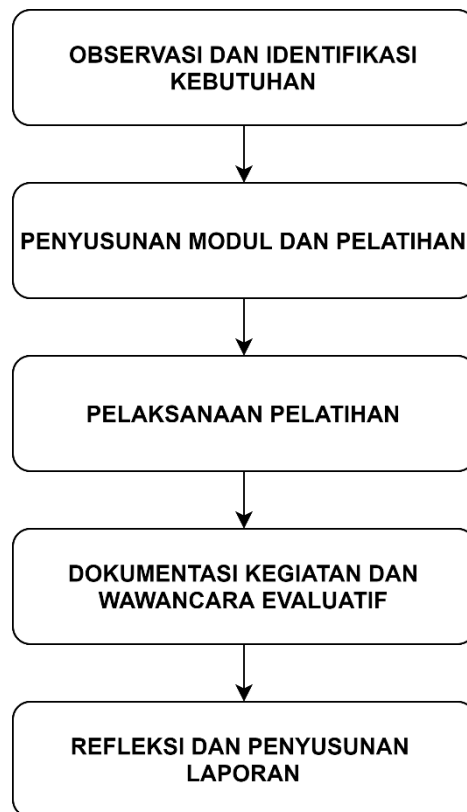 OBSERVASI DAN IDENTIFIKASI
KEBUTUHAN
PENYUSUNAN MODUL DAN PELATIHAN
PELAKSANAAN PELATIHAN
DOKUMENTASI KEGIATAN DAN
WAWANCARA EVALUATIF
REFLEKSI DAN PENYUSUNAN
LAPORAN